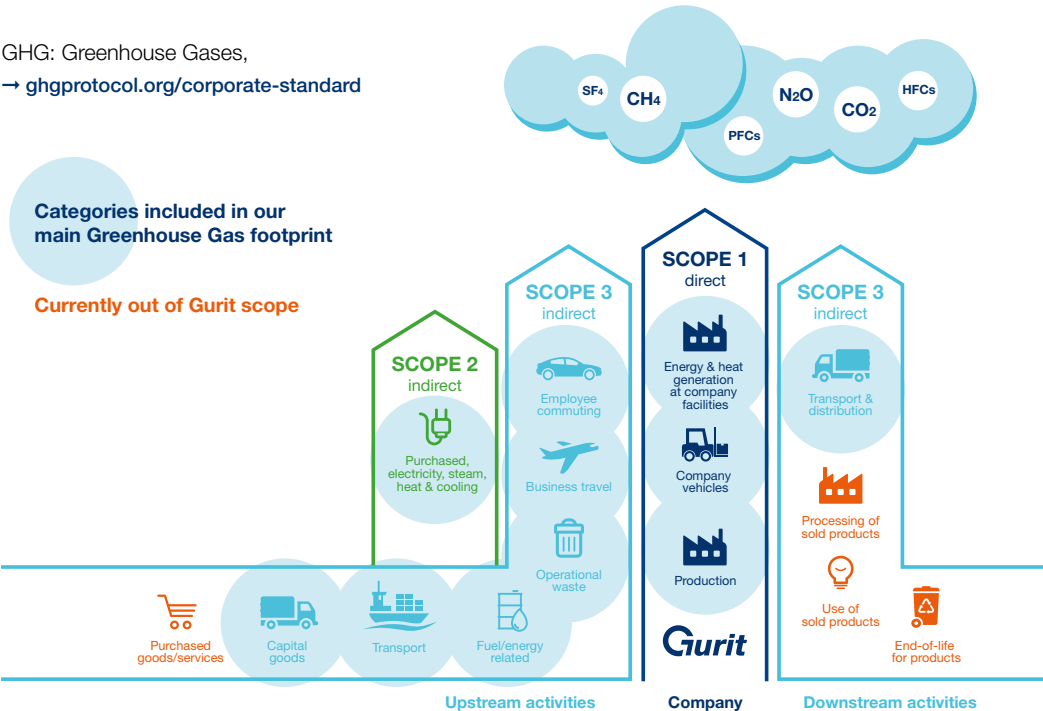 GHG: Greenhouse Gases,
→ ghgprotocol.org/corporate-standard
SF4
CH4
PFCs
N2O
CO2
HFCs
Categories included in our
main Greenhouse Gas footprint
Currently out of Gurit scope
SCOPE 2
indirect
Purchased,
electricity, steam,
heat & cooling
SCOPE 3
indirect
Employee
commuting
Business travel
Operational
waste
SCOPE 1
direct
Energy & heat
generation
at company
facilities
Company
vehicles
Production
Gurit
SCOPE 3
indirect
Transport &
distribution
Processing of
sold products
Use of
sold products
End-of-life
for products
Purchased
goods/services
Capital
goods
Transport
Fuel/energy
related
Upstream activities
Company
Downstream activities